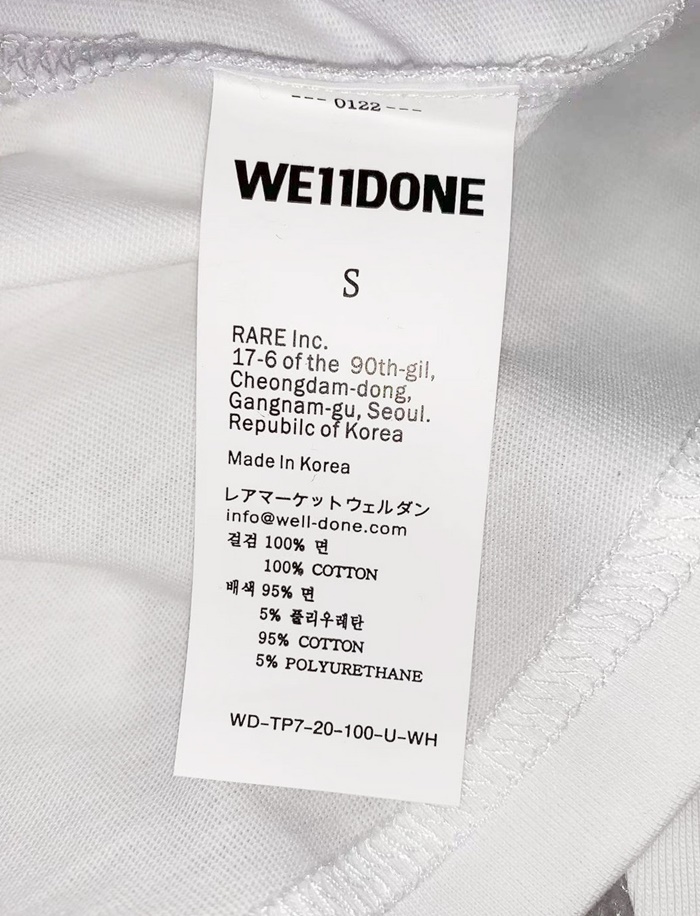 --- 0122 ---
WE11DONE
S
RARE Inc.
17-6 of the 90th-gil,
Cheongdam-dong,
Gangnam-gu, Seoul.
Repubilc of Korea
Made In Korea
レアマーケットウェルダン
info@well-done.com
걸검 100% 면
100% COTTON
배색 95% 면
5% 폴리우레탄
95% COTTON
5% POLYURETHANE
WD-TP7-20-100-U-WH